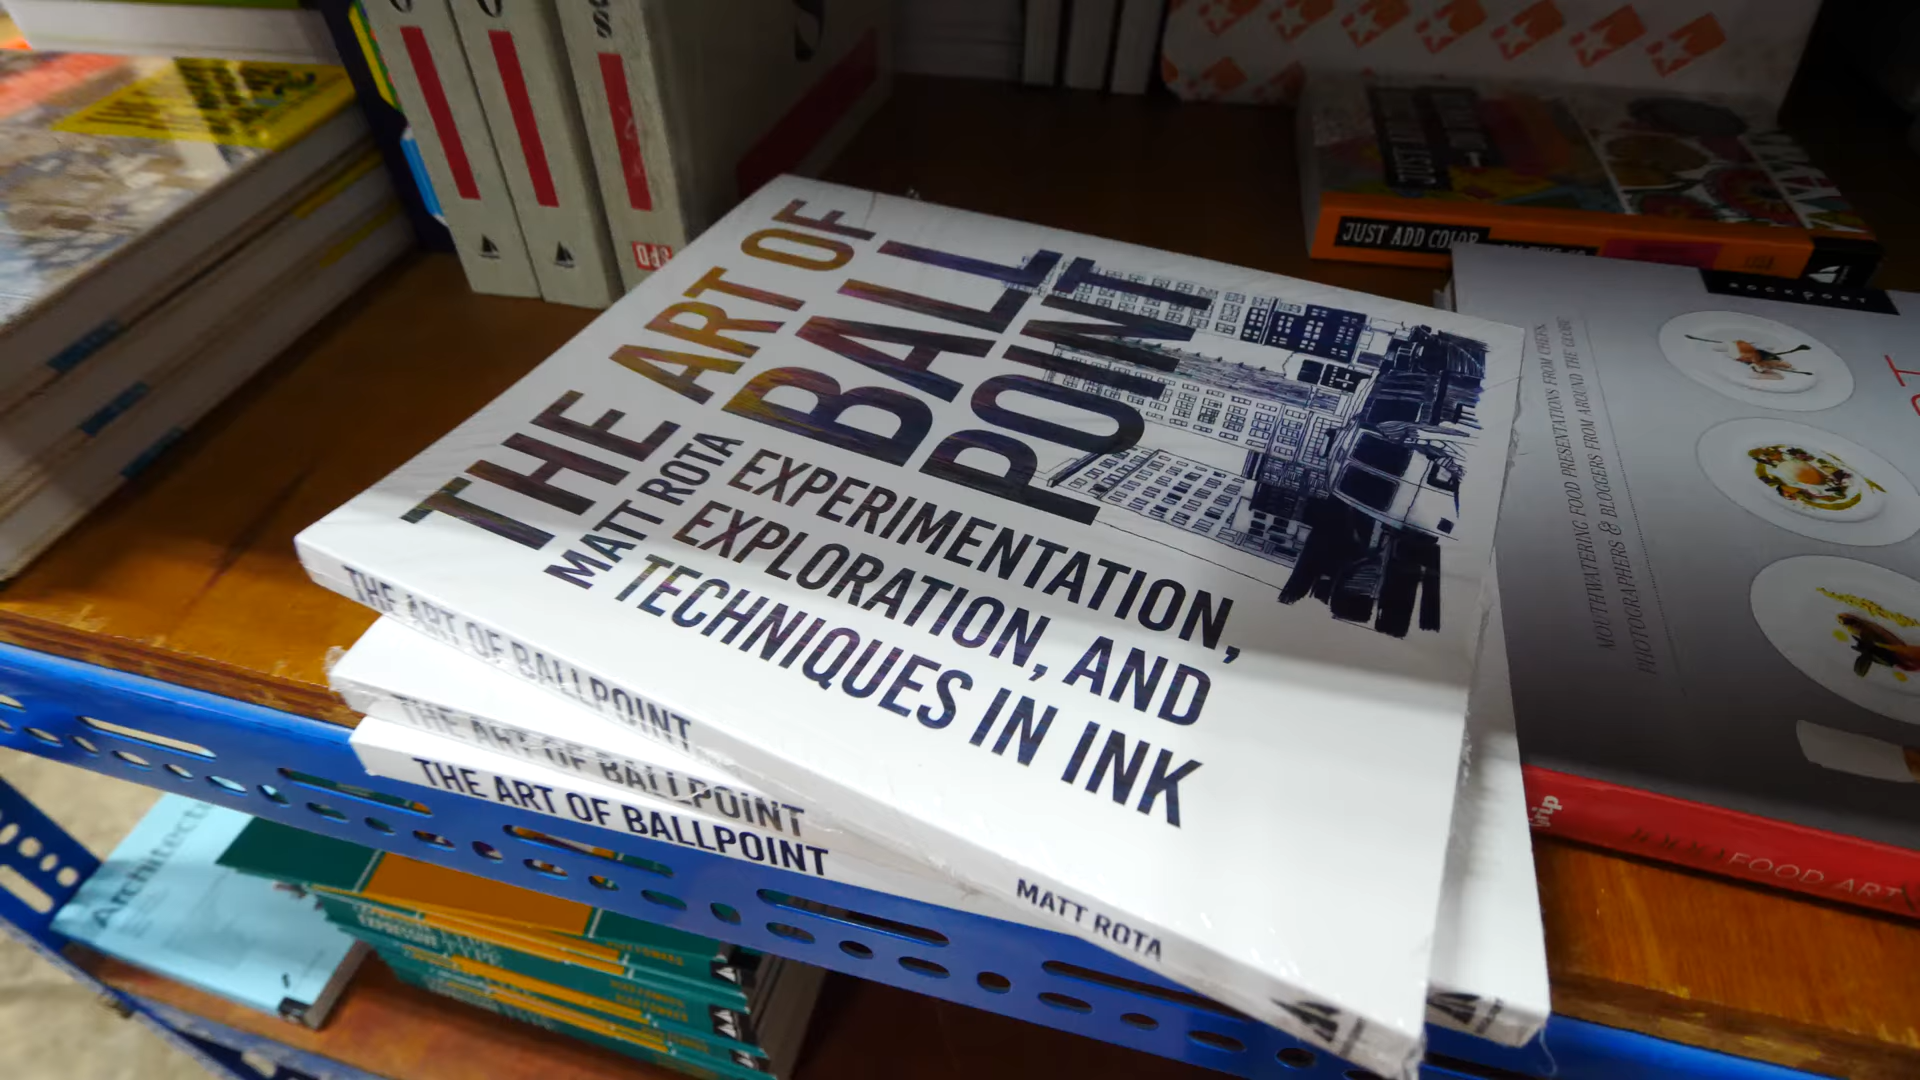 THE ART OF
BALL
POINT
MATT ROTA
EXPERIMENTATION,
EXPLORATION, AND
TECHNIQUES IN INK
THE ART OF BALLPOINT
MATT ROTA
THE ART OF BALLPOINT
THE ART OF BALLPOINT
JUST ADD COLOR
ROCKPORT
MOUTHWATERING FOOD PRESENTATIONS FROM CHEFS,
PHOTOGRAPHERS & BLOGGERS FROM AROUND THE GLOBE
FOOD ART